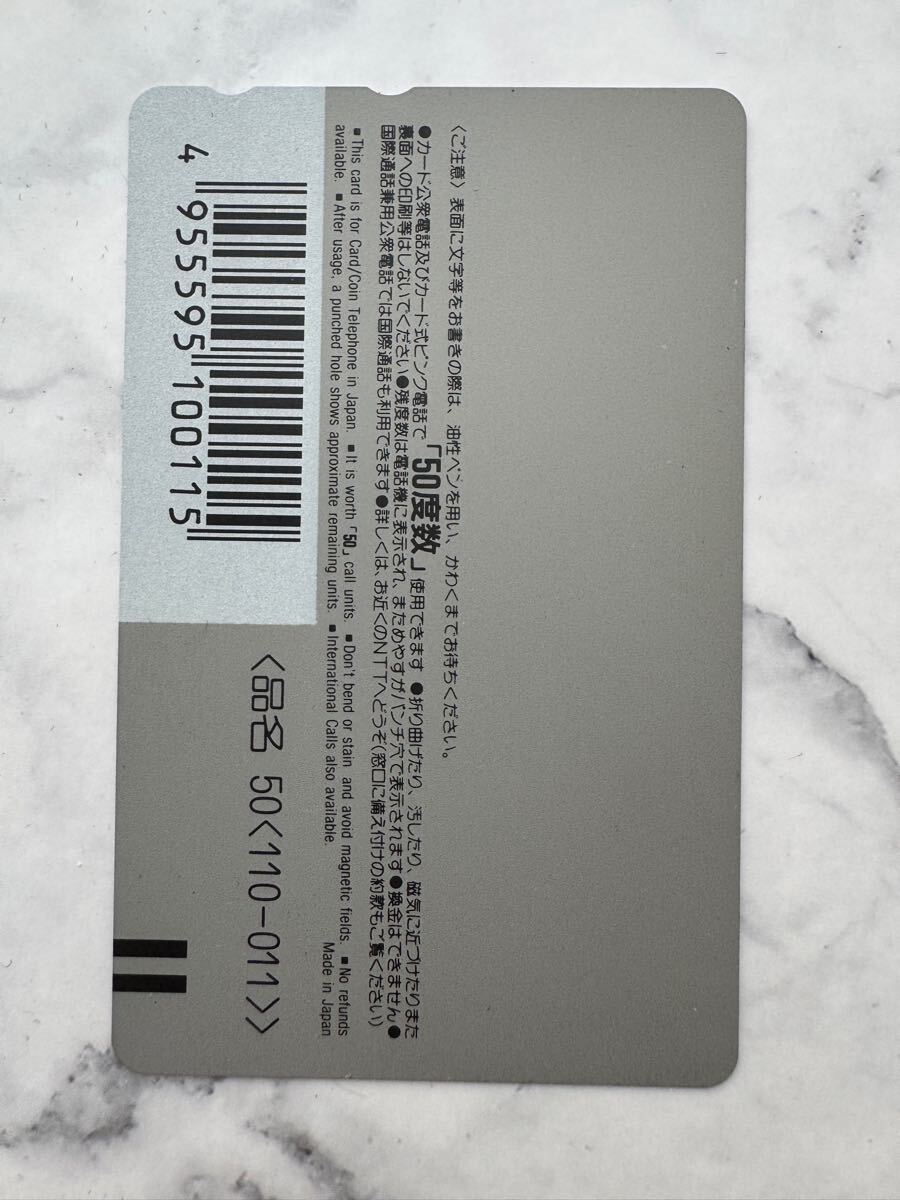 〈ご注意〉表面に文字等をお書きの際は、油性ペンを用い、かわくまでお待ちください。
●カード公衆電話及びカード式ピンク電話で「50度数」使用できます●折り曲げたり、汚したり、磁気に近づけたりまた
裏面への印刷等はしないでください●残度数は電話機に表示され、まためやすがパンチ穴で表示されます●換金はできません●
国際通話兼用公衆電話では国際通話も利用できます●詳しくは、お近くのNTTへどうぞ(窓口に備え付けの約款もご覧ください)
■This card is for Card/Coin Telephone in Japan. ■It is worth「50」call units. ■Don't bend or stain and avoid magnetic fields. ■No refunds
available. ■After usage, a punched hole shows approximate remaining units. ■International Calls also available. Made in Japan
4 955595 100115
〈品名 50〈110-011〉〉